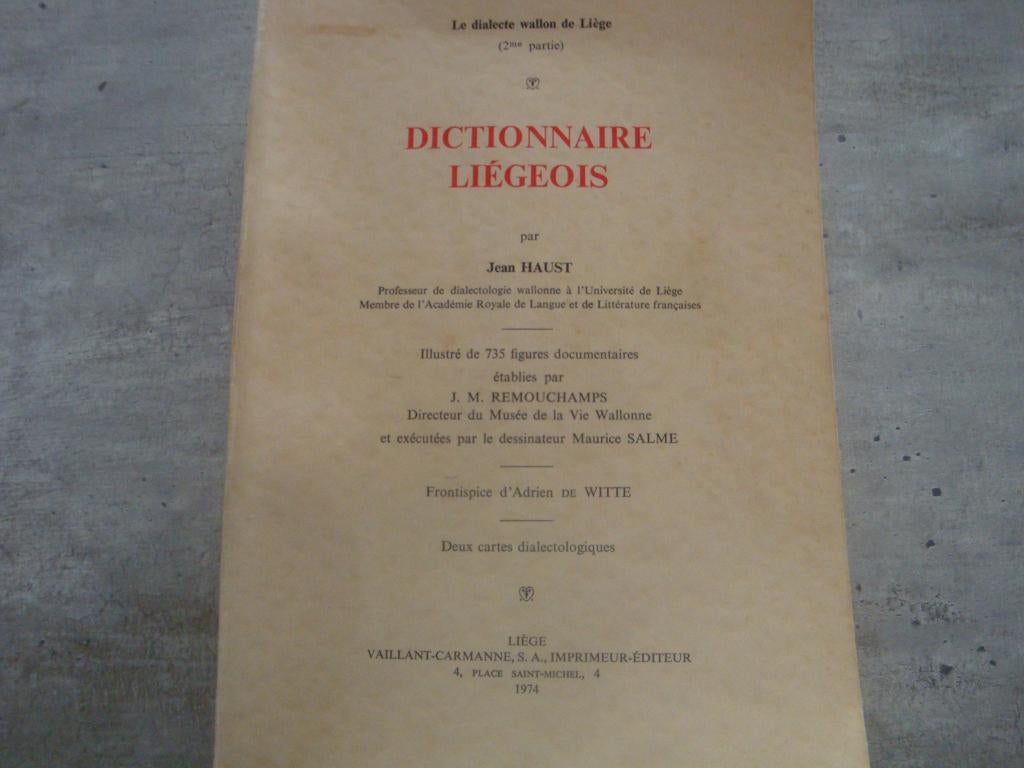 Le dialecte wallon de Liège
(2me partie)
DICTIONNAIRE
LIÉGEOIS
par
Jean HAUST
Professeur de dialectologie wallonne à l'Université de Liège
Membre de l'Académie Royale de Langue et de Littérature françaises
Illustré de 735 figures documentaires
établies par
J. M. REMOUCHAMPS
Directeur du Musée de la Vie Wallonne
et exécutées par le dessinateur Maurice SALME
Frontispice d'Adrien DE WITTE
Deux cartes dialectologiques
LIÈGE
VAILLANT-CARMANNE, S. A., IMPRIMEUR-ÉDITEUR
4, PLACE SAINT-MICHEL, 4
1974